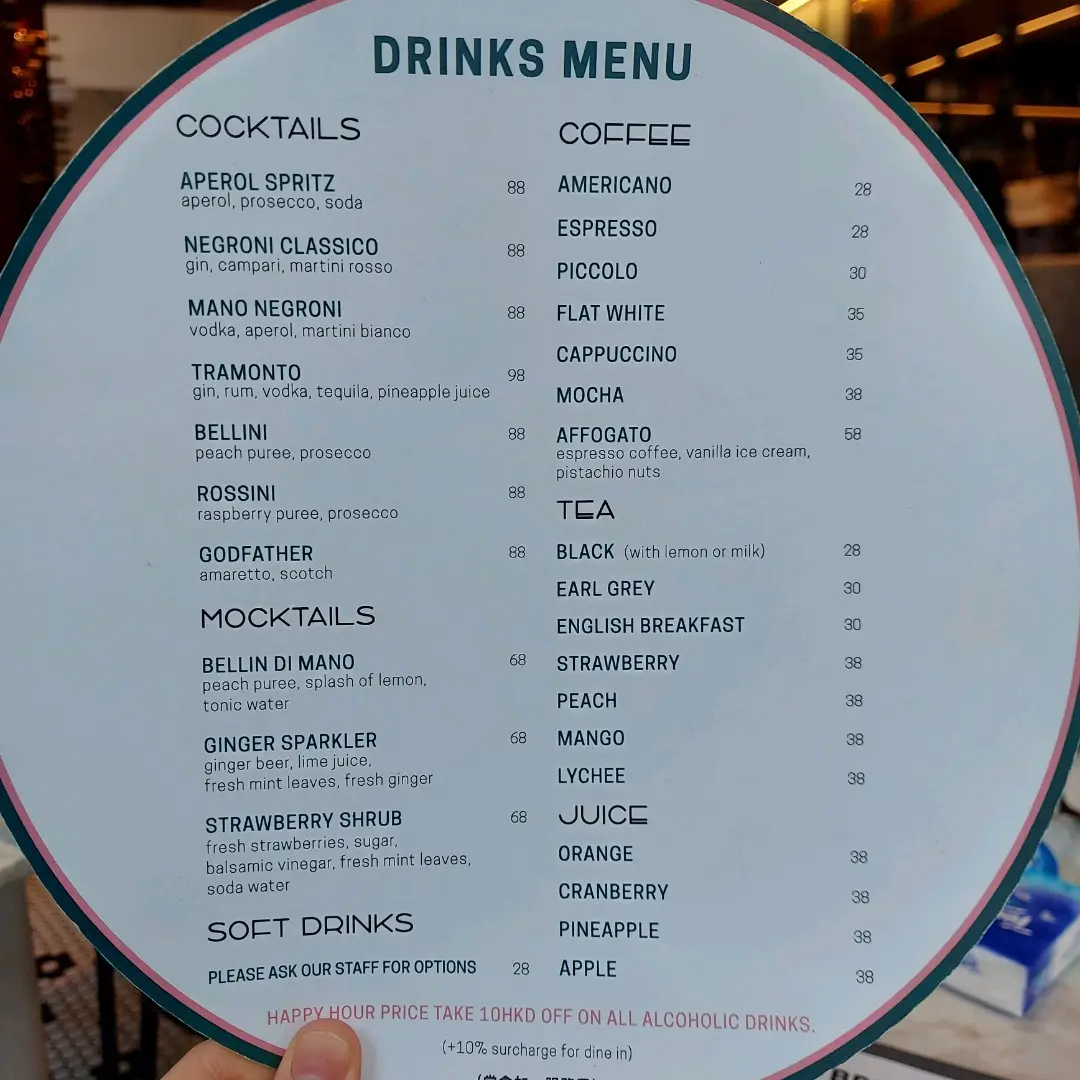 DRINKS MENU
COCKTAILS
APEROL SPRITZ 88
aperol, prosecco, soda
NEGRONI CLASSICO 88
gin, campari, martini rosso
MANO NEGRONI 88
vodka, aperol, martini bianco
TRAMONTO 98
gin, rum, vodka, tequila, pineapple juice
BELLINI 88
peach puree, prosecco
ROSSINI 88
raspberry puree, prosecco
GODFATHER 88
amaretto, scotch
MOCKTAILS
BELLIN DI MANO 68
peach puree, splash of lemon,
tonic water
GINGER SPARKLER 68
ginger beer, lime juice,
fresh mint leaves, fresh ginger
STRAWBERRY SHRUB 68
fresh strawberries, sugar,
balsamic vinegar, fresh mint leaves,
soda water
SOFT DRINKS
PLEASE ASK OUR STAFF FOR OPTIONS 28
COFFEE
AMERICANO 28
ESPRESSO 28
PICCOLO 30
FLAT WHITE 35
CAPPUCCINO 35
MOCHA 38
AFFOGATO 58
espresso coffee, vanilla ice cream,
pistachio nuts
TEA
BLACK (with lemon or milk) 28
EARL GREY 30
ENGLISH BREAKFAST 30
STRAWBERRY 38
PEACH 38
MANGO 38
LYCHEE 38
JUICE
ORANGE 38
CRANBERRY 38
PINEAPPLE 38
APPLE 38
HAPPY HOUR PRICE TAKE 10HKD OFF ON ALL ALCOHOLIC DRINKS.
(+10% surcharge for dine in)